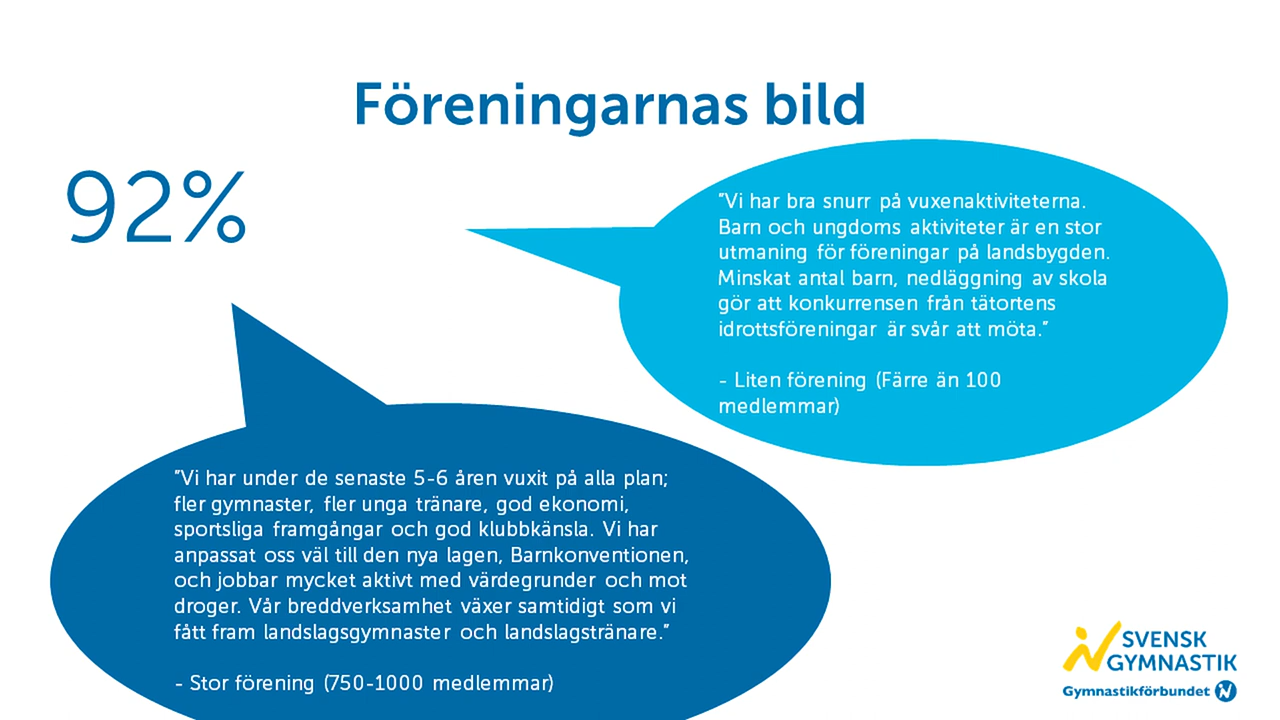 Föreningarnas bild
92%
"Vi har bra snurr på vuxenaktiviteterna.
Barn och ungdoms aktiviteter är en stor
utmaning för föreningar på landsbygden.
Minskat antal barn, nedläggning av skola
gör att konkurrensen från tätortens
idrottsföreningar är svår att möta."
- Liten förening (Färre än 100
medlemmar)
"Vi har under de senaste 5-6 åren vuxit på alla plan;
fler gymnaster, fler unga tränare, god ekonomi,
sportsliga framgångar och god klubbkänsla. Vi har
anpassat oss väl till den nya lagen, Barnkonventionen,
och jobbar mycket aktivt med värdegrunder och mot
droger. Vår breddverksamhet växer samtidigt som vi
fått fram landslagsgymnaster och landslagstränare."
- Stor förening (750-1000 medlemmar)
SVENSK
GYMNASTIK
Gymnastikförbundet